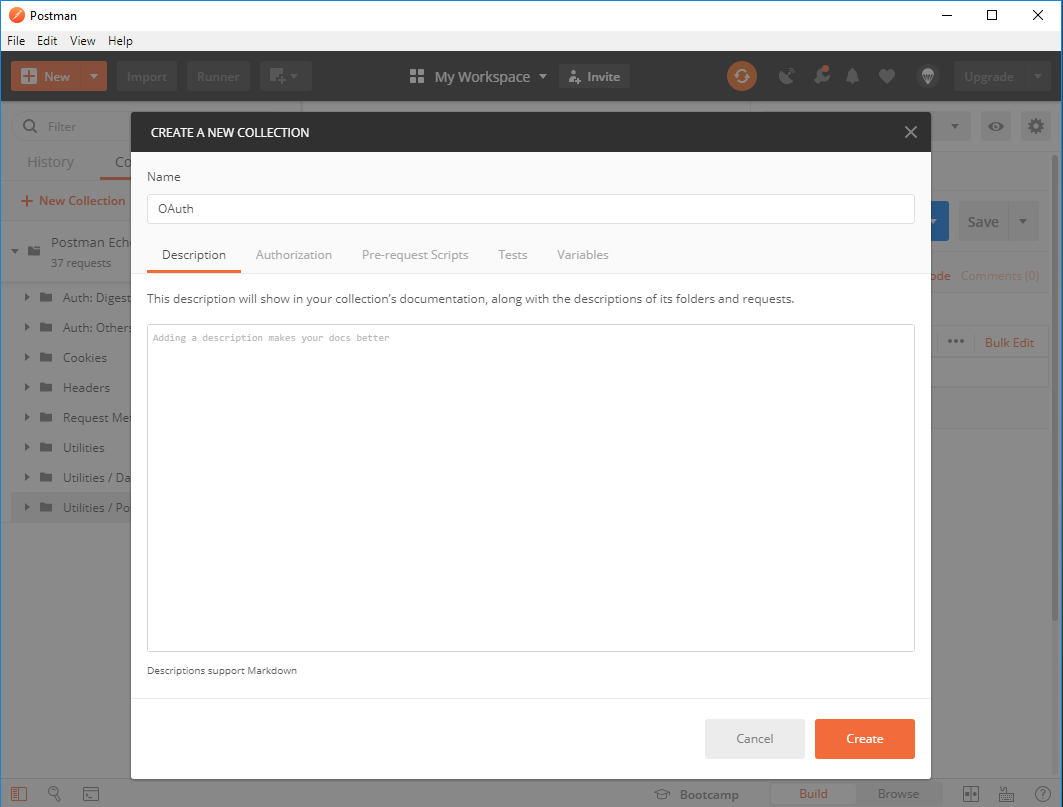 Postman
File Edit View Help
New Import Runner My Workspace Invite Upgrade
Filter
History Co
New Collection
Postman Echo
37 requests
Auth: Digest
Auth: Others
Cookies
Headers
Request Me
Utilities
Utilities / Da
Utilities / Po
CREATE A NEW COLLECTION
Name
OAuth
Description Authorization Pre-request Scripts Tests Variables
This description will show in your collection’s documentation, along with the descriptions of its folders and requests.
Adding a description makes your docs better
Descriptions support Markdown
Cancel Create
Save
ode Comments (0)
Bulk Edit
Bootcamp Build Browse